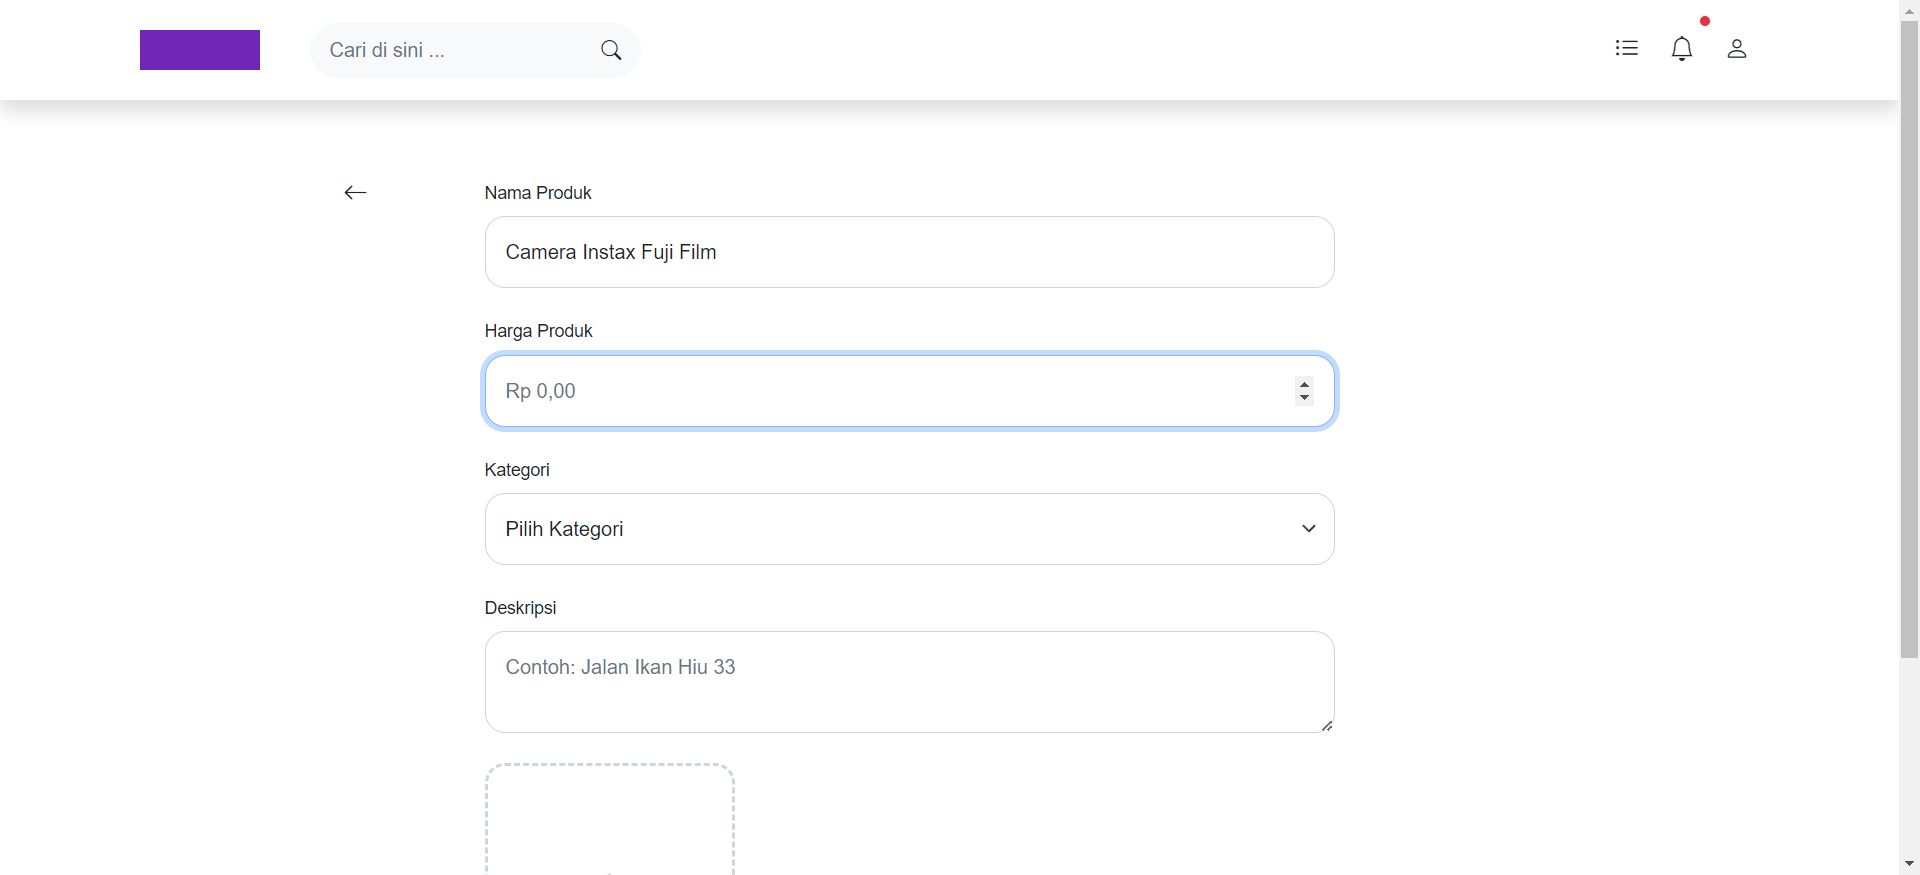 Cari di sini ...
Nama Produk
Camera Instax Fuji Film
Harga Produk
Rp 0,00
Kategori
Pilih Kategori
Deskripsi
Contoh: Jalan Ikan Hiu 33